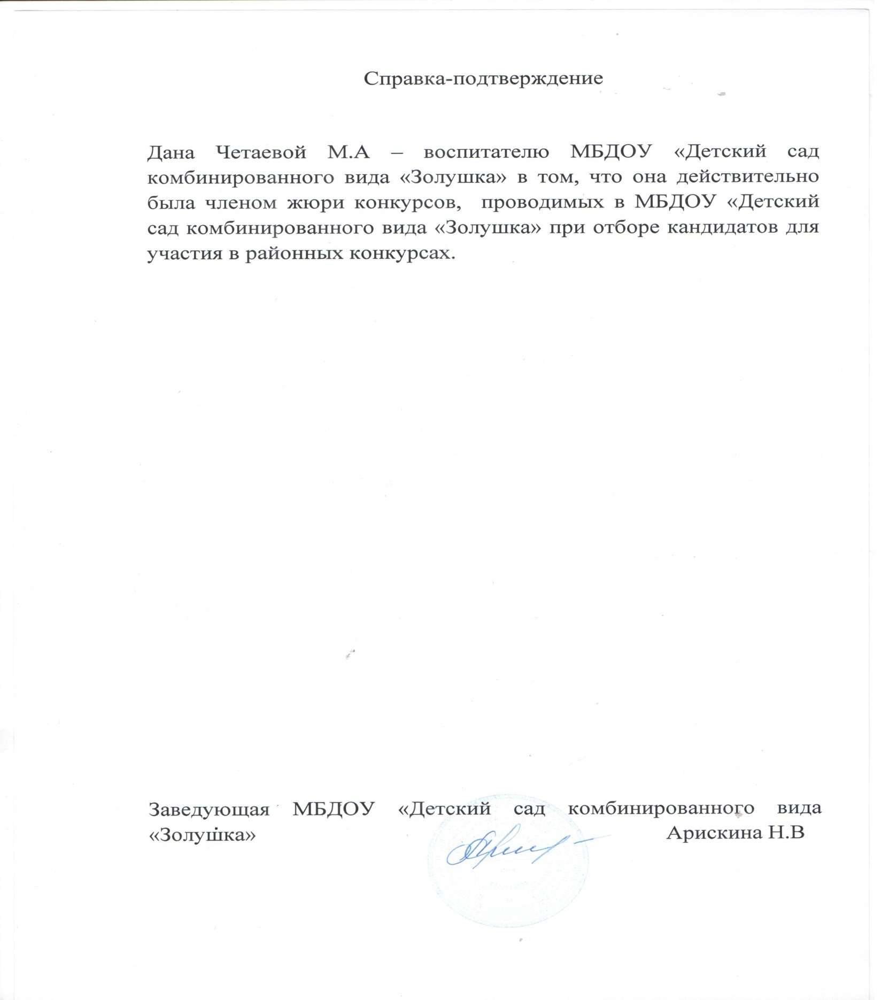 Справка-подтверждение
Дана Четаевой М.А – воспитателю МБДОУ «Детский сад
комбинированного вида «Золушка» в том, что она действительно
была членом жюри конкурсов, проводимых в МБДОУ «Детский
сад комбинированного вида «Золушка» при отборе кандидатов для
участия в районных конкурсах.
Заведующая МБДОУ «Детский сад комбинированного вида
«Золушка» Арискина Н.В